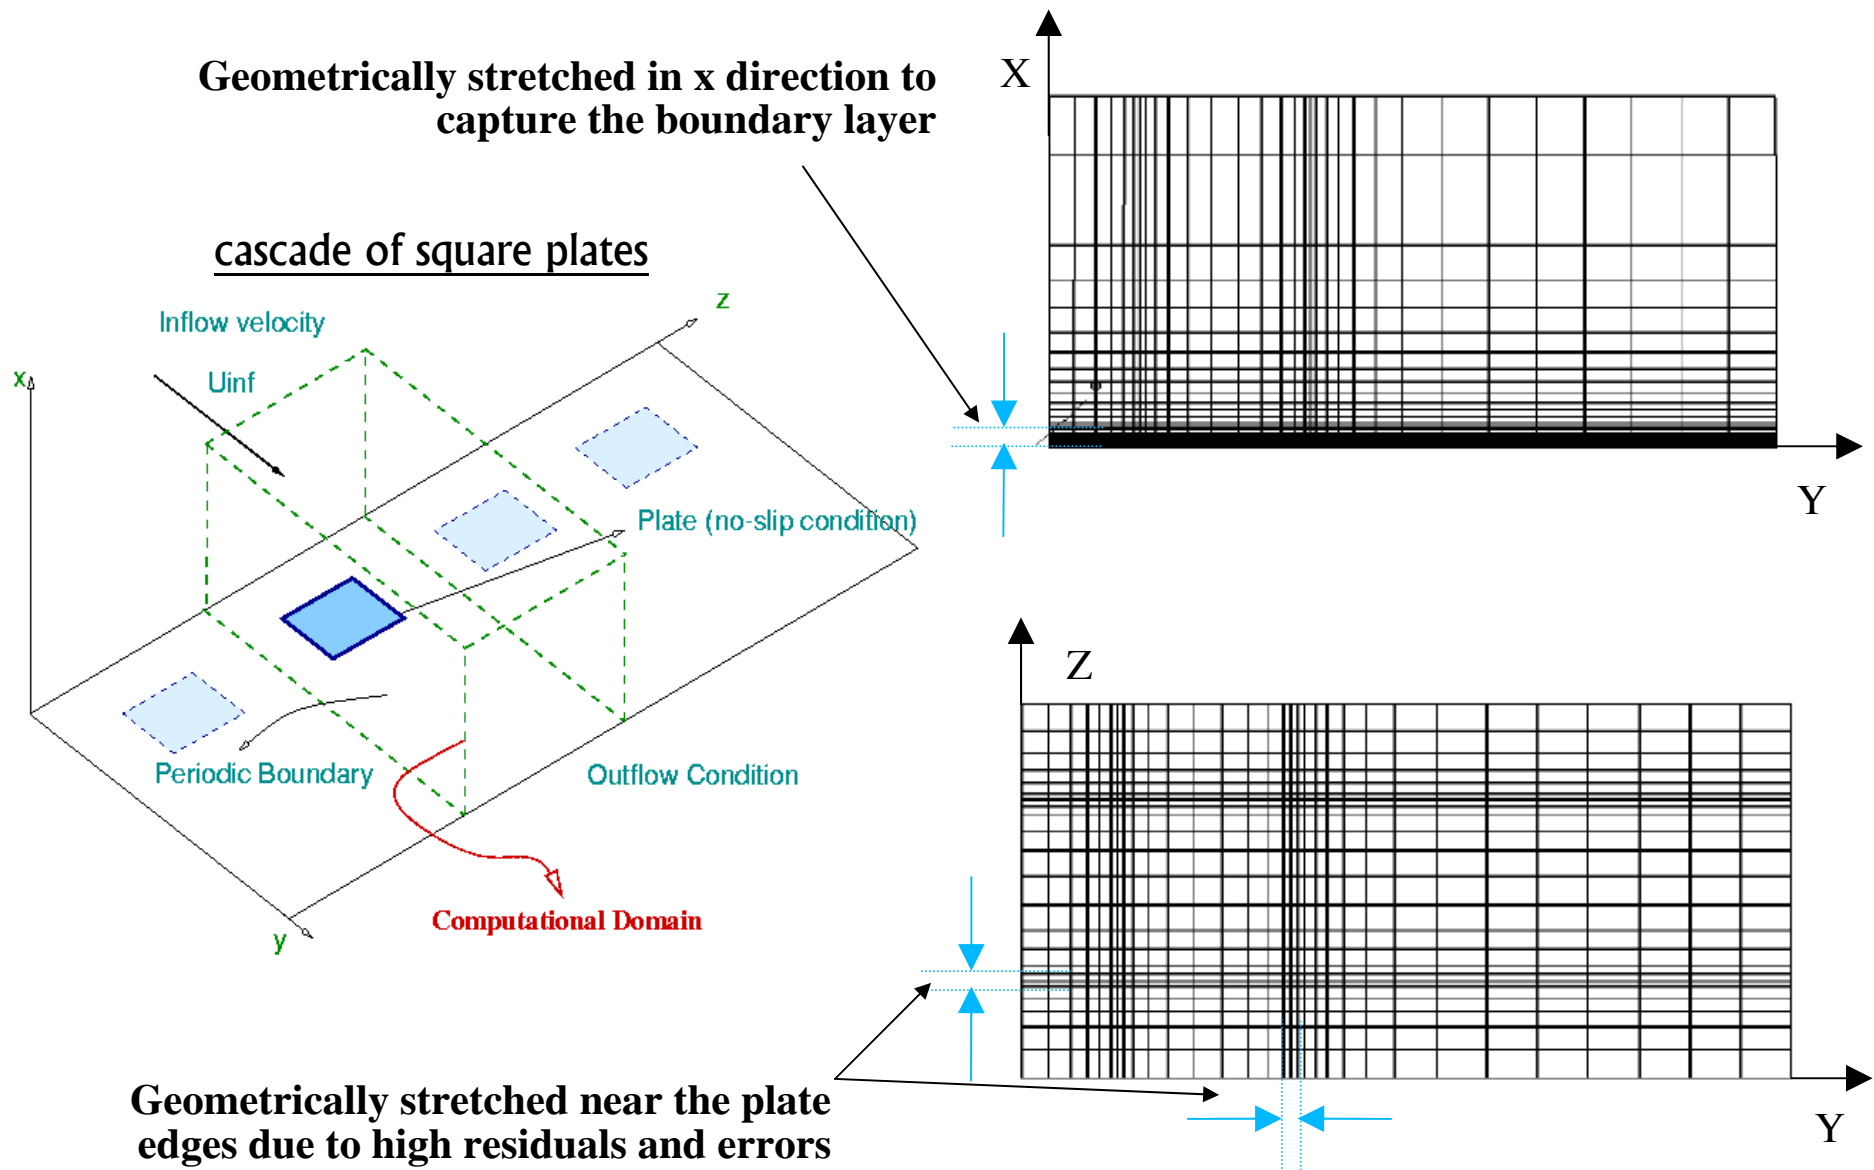 Geometrically stretched in x direction to
capture the boundary layer
X
Y
cascade of square plates
Inflow velocity
Uinf
x
z
Plate (no-slip condition)
Periodic Boundary
Outflow Condition
Computational Domain
y
Z
Y
Geometrically stretched near the plate
edges due to high residuals and errors